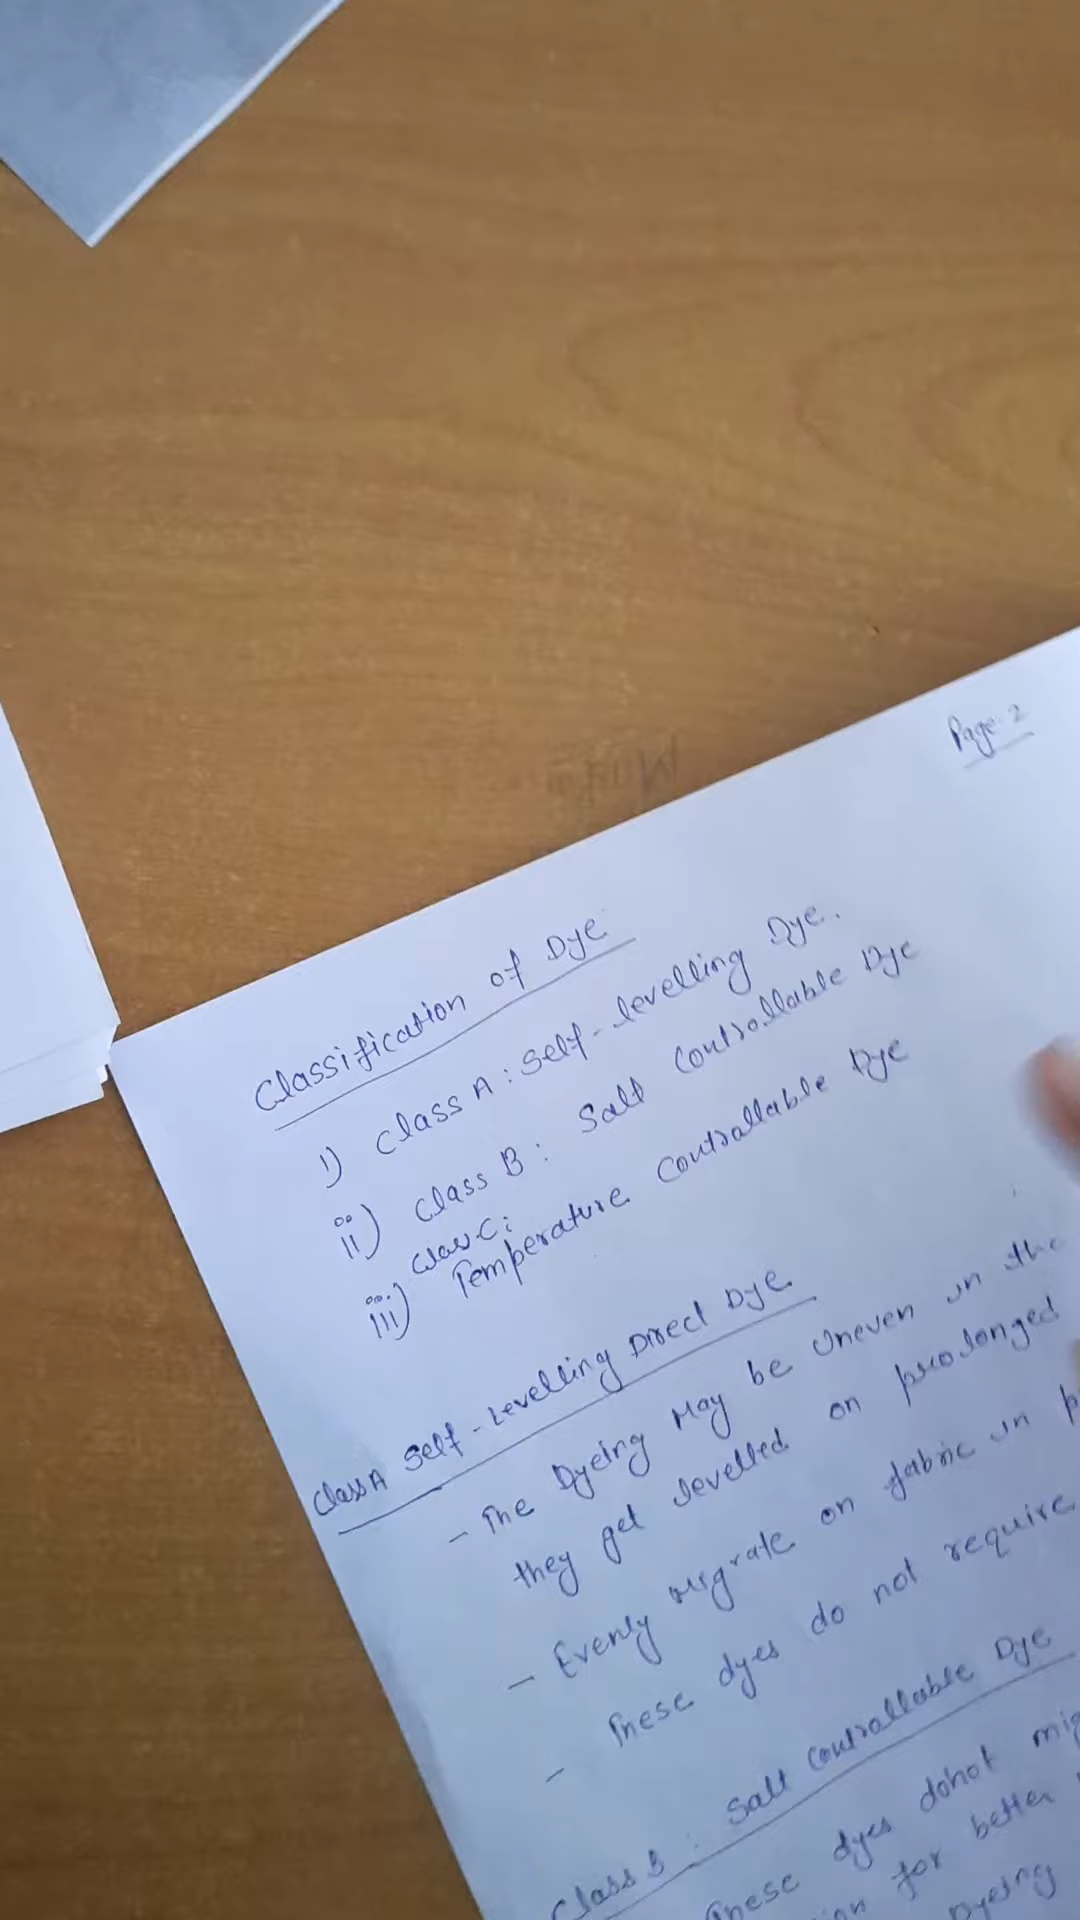 Page: 2
Classification of Dye
i) Class A : Self-levelling Dye.
ii) Class B : Salt Controllable Dye
Class C:
iii) Temperature Controllable Dye
Class A Self-Levelling Direct Dye
- The Dyeing May be Uneven in the
they get levelled on prolonged
- Evenly Migrate on fabric in
- These dyes do not require
Class B : Salt Controllable Dye
These dyes donot
for better
Dyeing